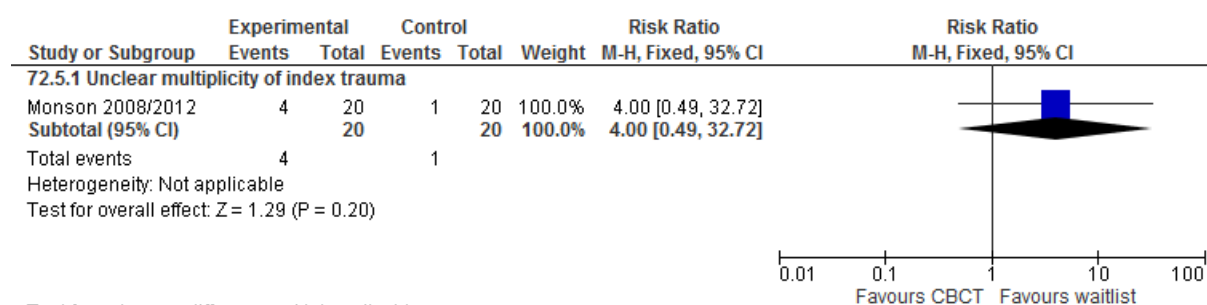 Experimental Control Risk Ratio Risk Ratio
Study or Subgroup Events Total Events Total Weight M-H, Fixed, 95% CI M-H, Fixed, 95% CI
72.5.1 Unclear multiplicity of index trauma
Monson 2008/2012 4 20 1 20 100.0% 4.00 [0.49, 32.72]
Subtotal (95% CI) 20 20 100.0% 4.00 [0.49, 32.72]
Total events 4 1
Heterogeneity: Not applicable
Test for overall effect: Z = 1.29 (P = 0.20)
0.01 0.1 1 10 100
Favours CBCT Favours waitlist